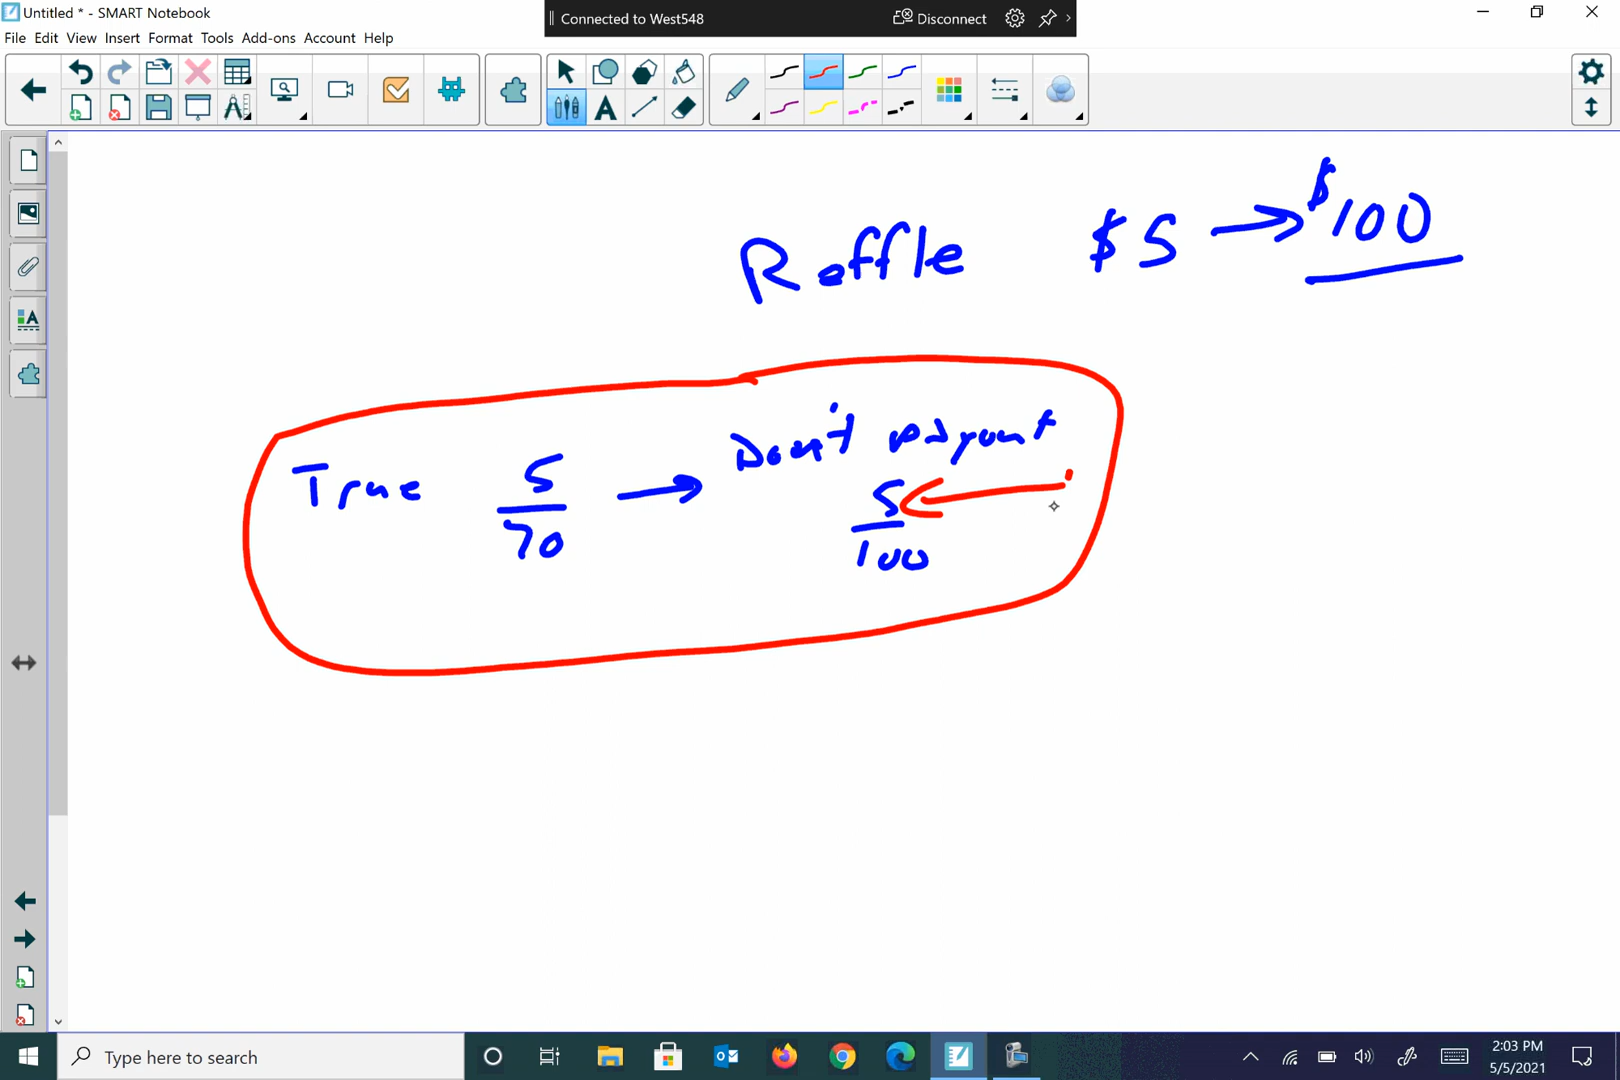 Untitled * - SMART Notebook
Connected to West548
Disconnect
File Edit View Insert Format Tools Add-ons Account Help
Raffle $5 → $100
True 5/70 → Don't payout
5/100
Type here to search
2:03 PM
5/5/2021